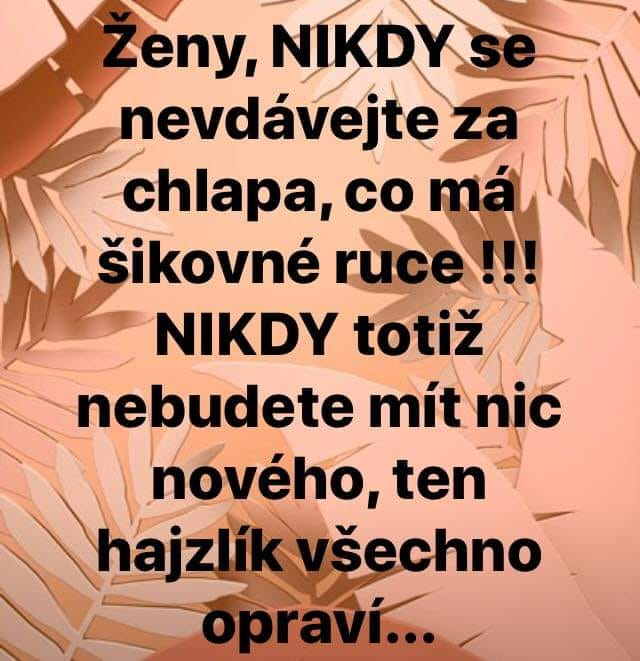 Ženy, NIKDY se
nevdávejte za
chlapa, co má
šikovné ruce !!!
NIKDY totiž
nebudete mít nic
nového, ten
hajzlík všechno
opraví...